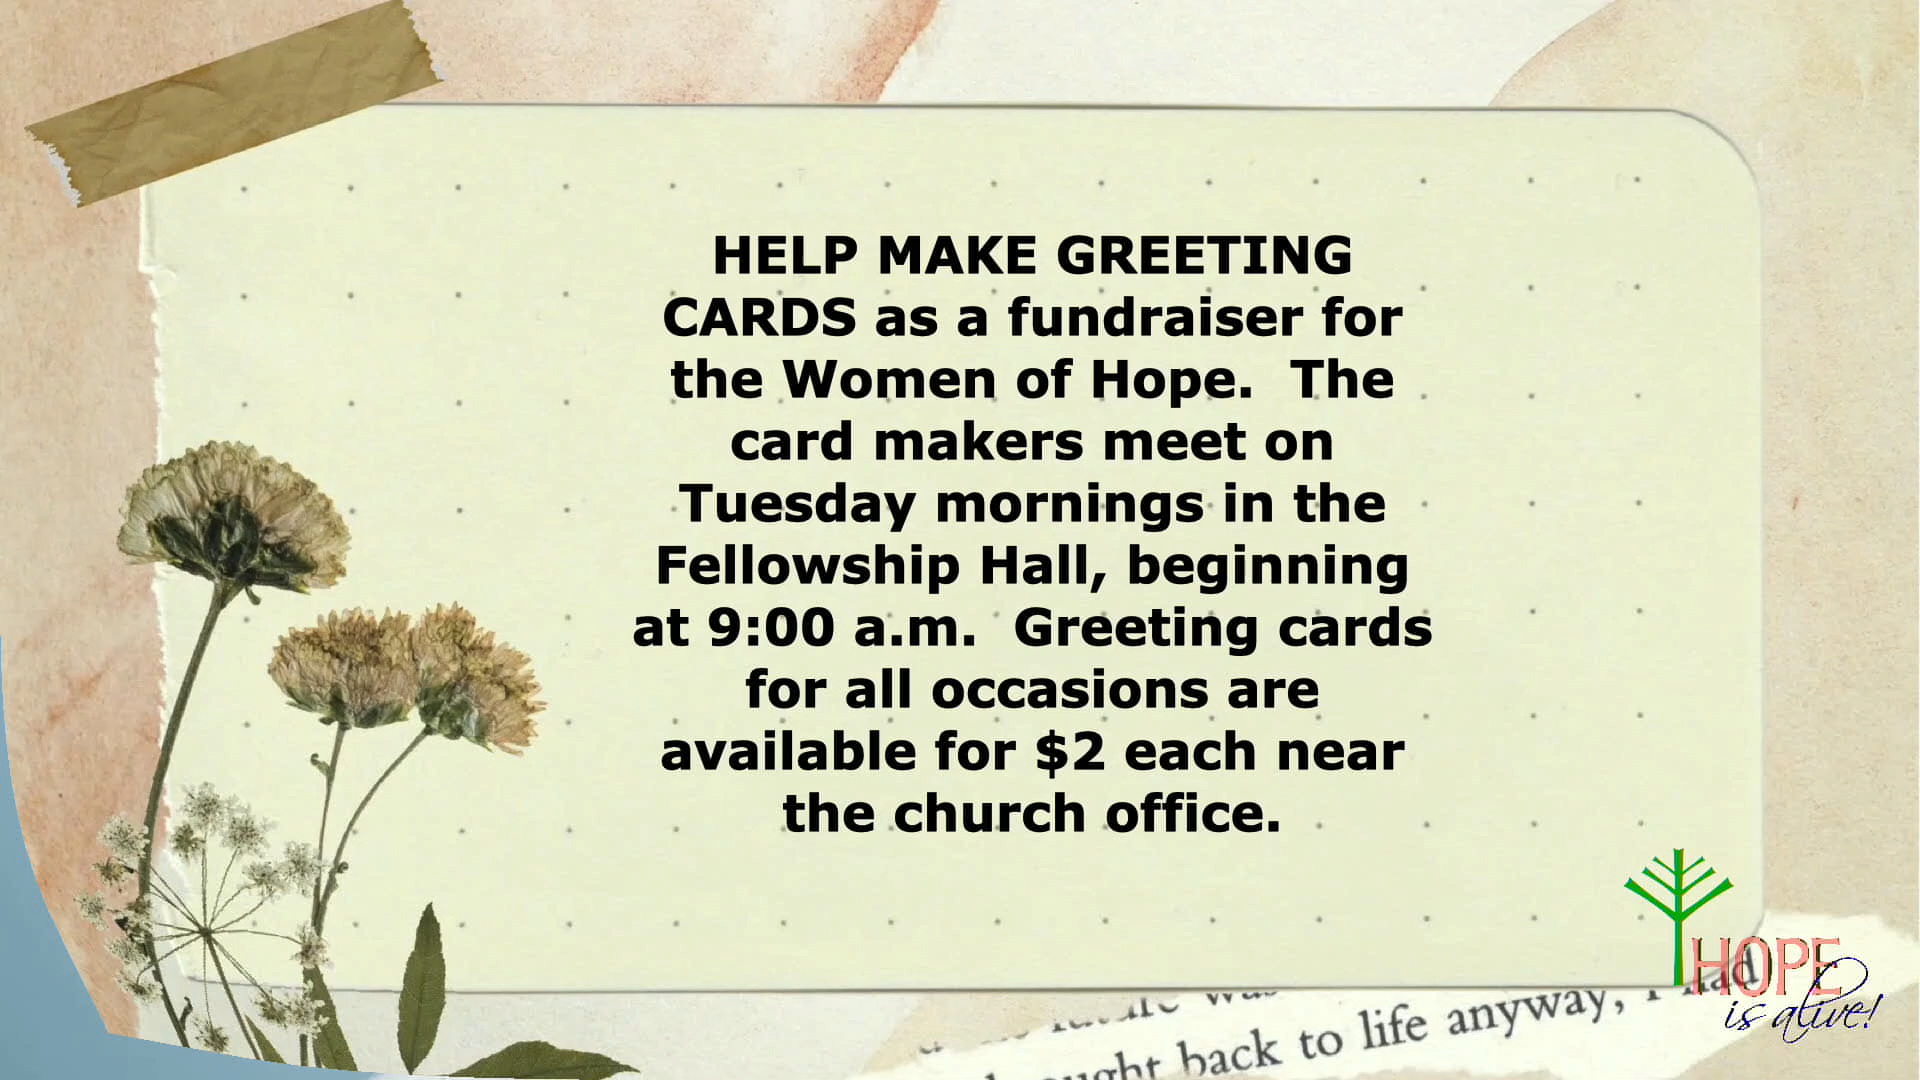 HELP MAKE GREETING
CARDS as a fundraiser for
the Women of Hope.  The
card makers meet on
Tuesday mornings in the
Fellowship Hall, beginning
at 9:00 a.m.  Greeting cards
for all occasions are
available for $2 each near
the church office.
HOPE
is alive!
back to life anyway, I had